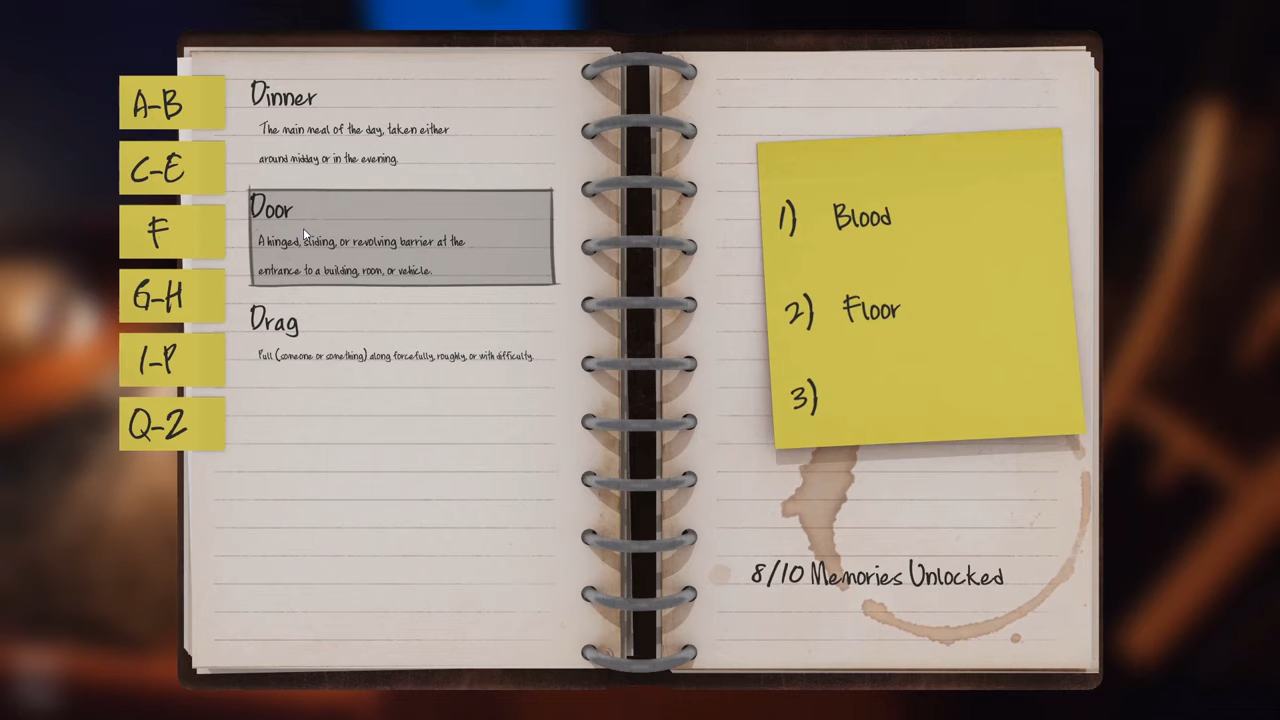 A-B
C-E
F
G-H
I-P
Q-Z
Dinner
The main meal of the day, taken either
around midday or in the evening.
Door
A hinged, sliding, or revolving barrier at the
entrance to a building, room, or vehicle.
Drag
Pull (someone or something) along forcefully, roughly, or with difficulty.
1) Blood
2) Floor
3)
8/10 Memories Unlocked